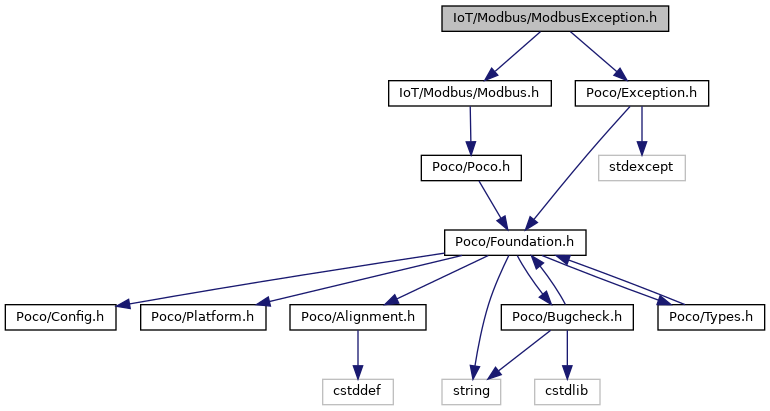 IoT/Modbus/ModbusException.h
IoT/Modbus/Modbus.h
Poco/Exception.h
Poco/Poco.h
stdexcept
Poco/Foundation.h
Poco/Config.h
Poco/Platform.h
Poco/Alignment.h
Poco/Bugcheck.h
Poco/Types.h
cstddef
string
cstdlib